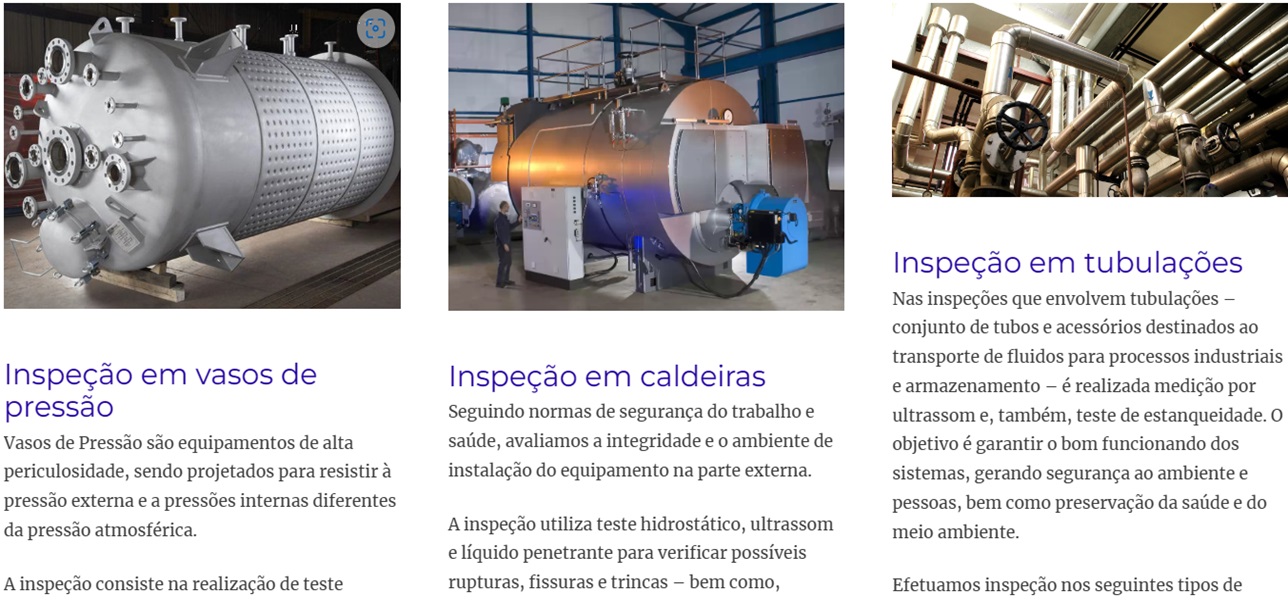 Inspeção em vasos de
pressão
Vasos de Pressão são equipamentos de alta
periculosidade, sendo projetados para resistir à
pressão externa e a pressões internas diferentes
da pressão atmosférica.
A inspeção consiste na realização de teste
Inspeção em caldeiras
Seguindo normas de segurança do trabalho e
saúde, avaliamos a integridade e o ambiente de
instalação do equipamento na parte externa.
A inspeção utiliza teste hidrostático, ultrassom
e líquido penetrante para verificar possíveis
rupturas, fissuras e trincas – bem como,
Inspeção em tubulações
Nas inspeções que envolvem tubulações –
conjunto de tubos e acessórios destinados ao
transporte de fluidos para processos industriais
e armazenamento – é realizada medição por
ultrassom e, também, teste de estanqueidade. O
objetivo é garantir o bom funcionando dos
sistemas, gerando segurança ao ambiente e
pessoas, bem como preservação da saúde e do
meio ambiente.
Efetuamos inspeção nos seguintes tipos de